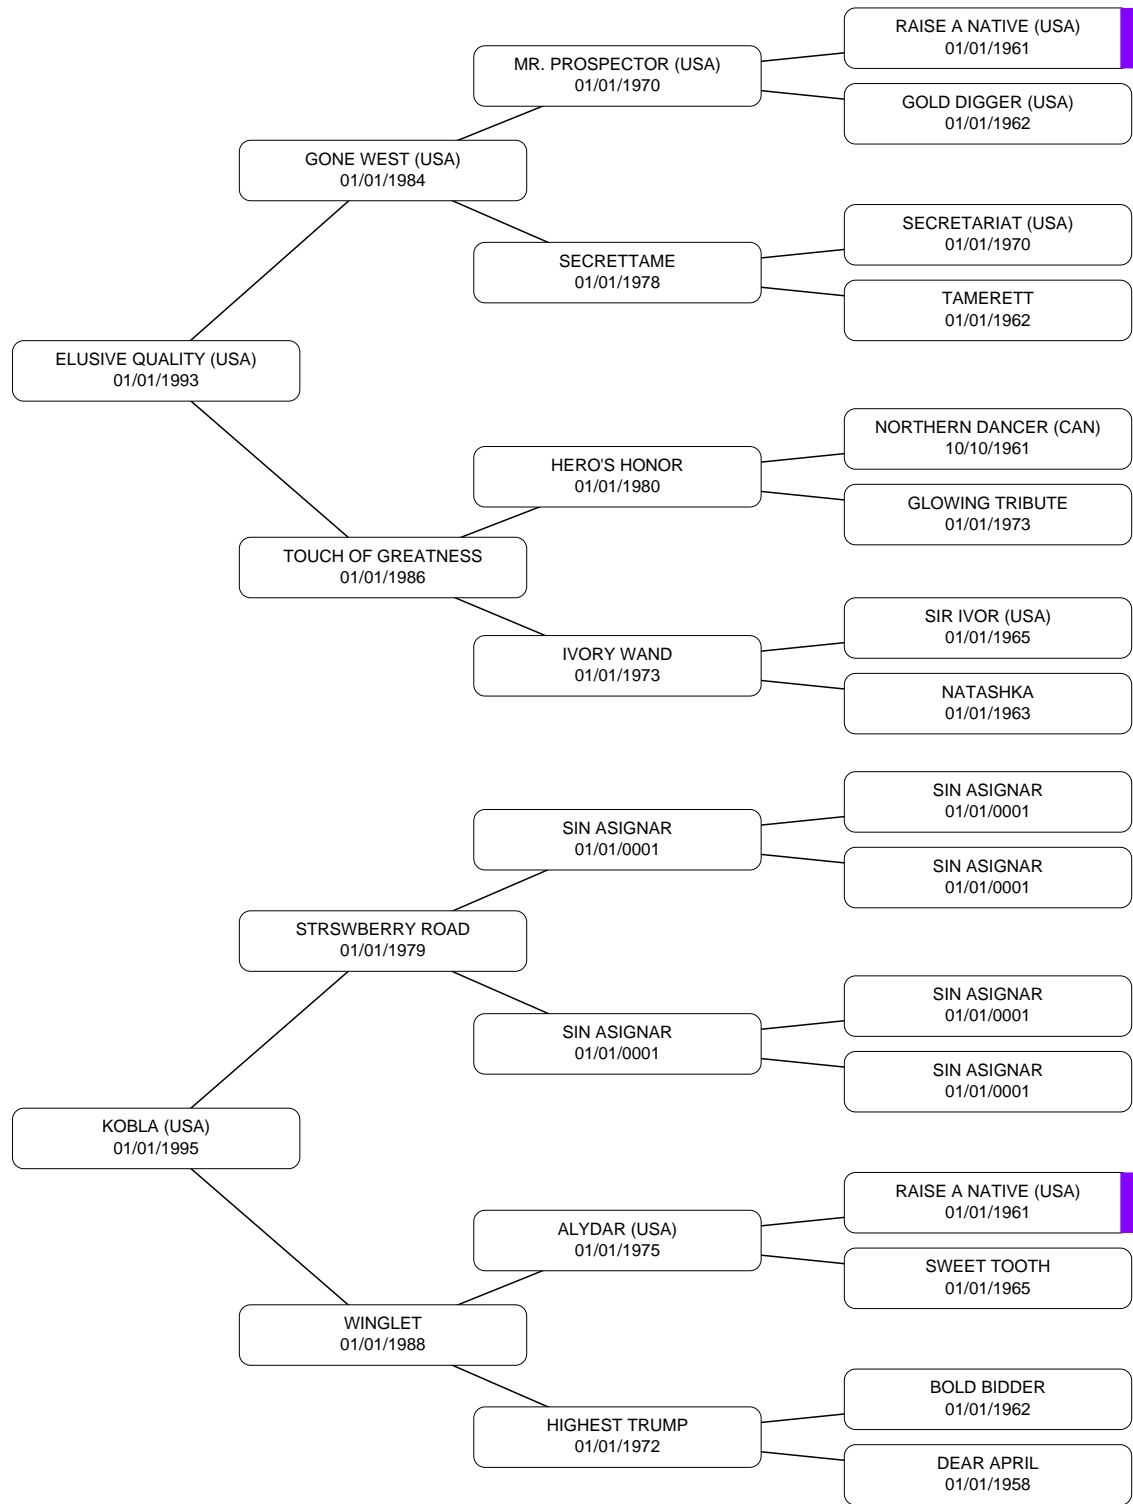 RAISE A NATIVE (USA)
01/01/1961
MR. PROSPECTOR (USA)
01/01/1970
GOLD DIGGER (USA)
01/01/1962
GONE WEST (USA)
01/01/1984
SECRETARIAT (USA)
01/01/1970
SECRETTAME
01/01/1978
TAMERETT
01/01/1962
ELUSIVE QUALITY (USA)
01/01/1993
NORTHERN DANCER (CAN)
10/10/1961
HERO'S HONOR
01/01/1980
GLOWING TRIBUTE
01/01/1973
TOUCH OF GREATNESS
01/01/1986
SIR IVOR (USA)
01/01/1965
IVORY WAND
01/01/1973
NATASHKA
01/01/1963
SIN ASIGNAR
01/01/0001
SIN ASIGNAR
01/01/0001
SIN ASIGNAR
01/01/0001
STRSWBERRY ROAD
01/01/1979
SIN ASIGNAR
01/01/0001
SIN ASIGNAR
01/01/0001
SIN ASIGNAR
01/01/0001
KOBLA (USA)
01/01/1995
RAISE A NATIVE (USA)
01/01/1961
ALYDAR (USA)
01/01/1975
SWEET TOOTH
01/01/1965
WINGLET
01/01/1988
BOLD BIDDER
01/01/1962
HIGHEST TRUMP
01/01/1972
DEAR APRIL
01/01/1958